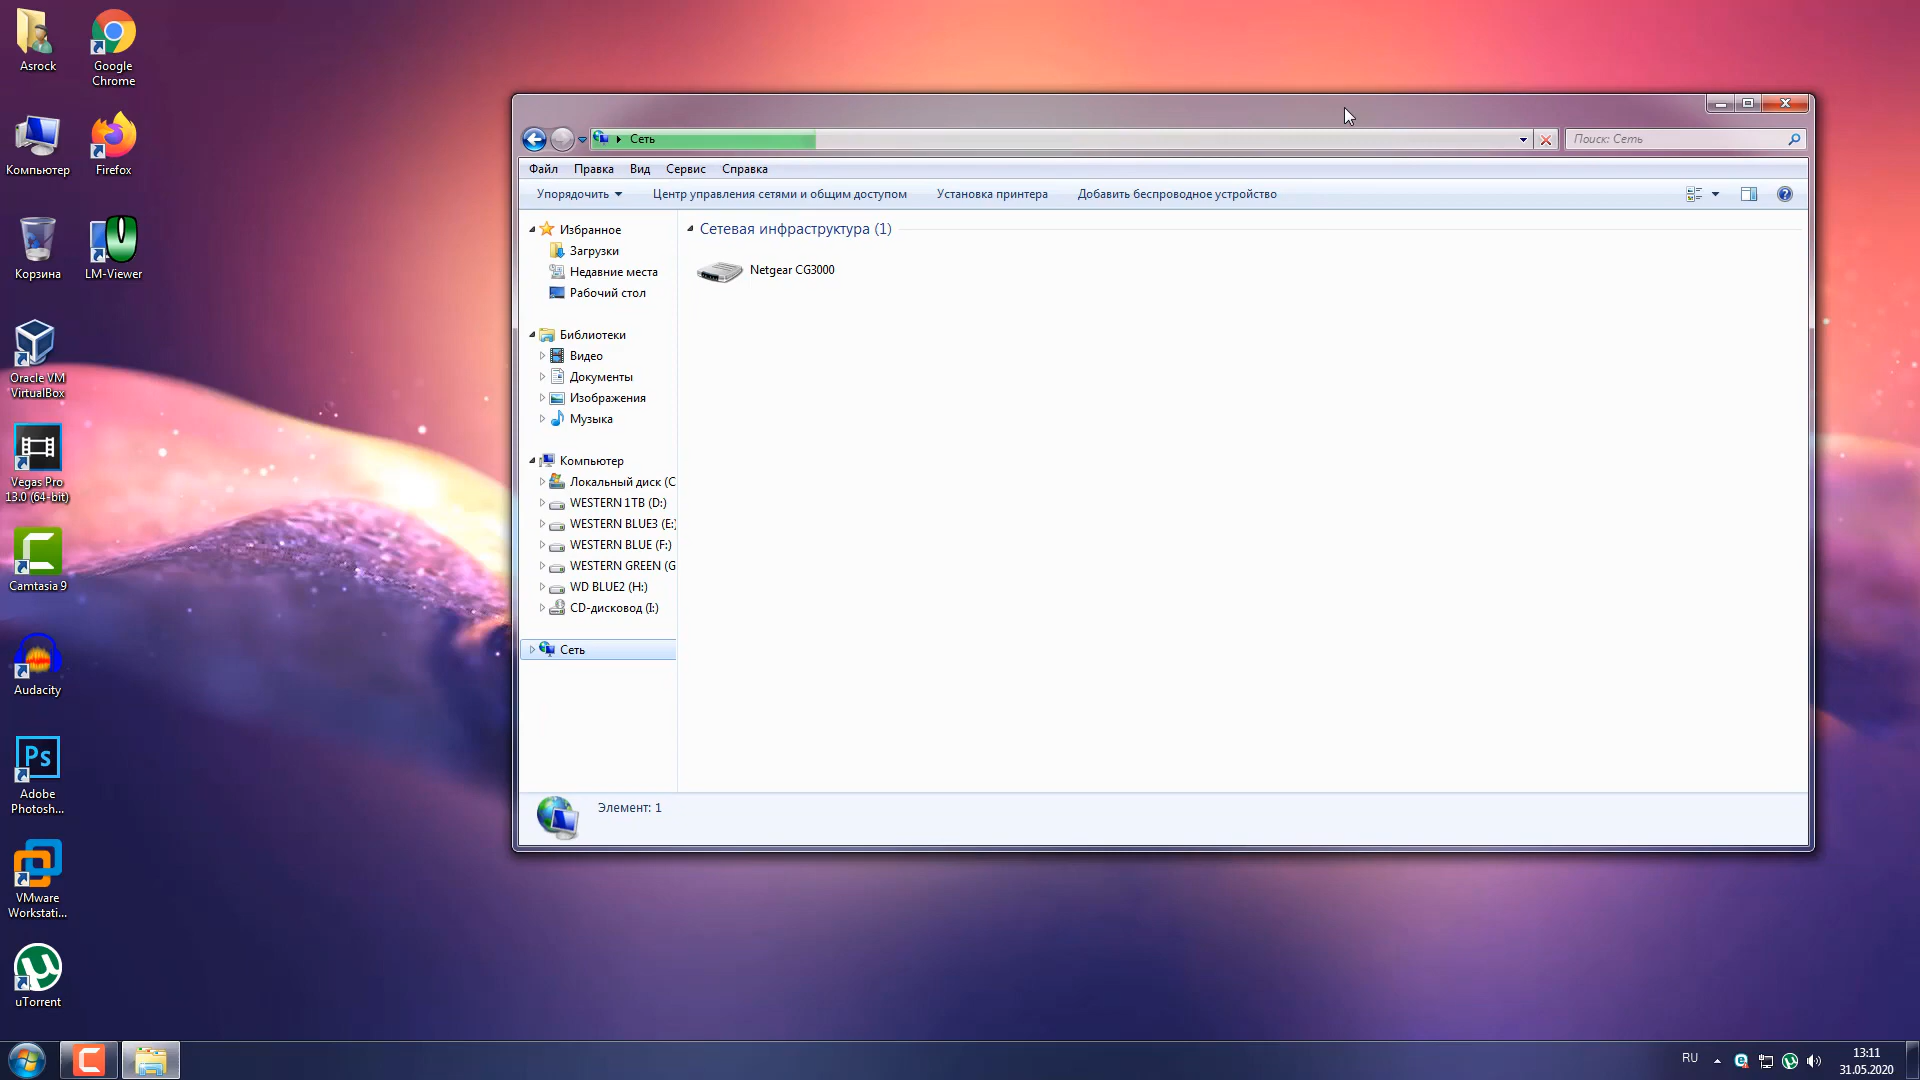 Asrock
Google
Chrome
Компьютер
Firefox
Корзина
LM-Viewer
Oracle VM
VirtualBox
Vegas Pro
13.0 (64-bit)
Camtasia 9
Audacity
Ps
Adobe
Photosh...
VMware
Workstati...
uTorrent
Сеть
Поиск: Сеть
Файл Правка Вид Сервис Справка
Упорядочить Центр управления сетями и общим доступом Установка принтера Добавить беспроводное устройство
Избранное
Загрузки
Недавние места
Рабочий стол
Библиотеки
Видео
Документы
Изображения
Музыка
Компьютер
Локальный диск (C
WESTERN 1TB (D:)
WESTERN BLUE3 (E:)
WESTERN BLUE (F:)
WESTERN GREEN (G
WD BLUE2 (H:)
CD-дисковод (I:)
Сеть
Сетевая инфраструктура (1)
Netgear CG3000
Элемент: 1
RU
13:11
31.05.2020